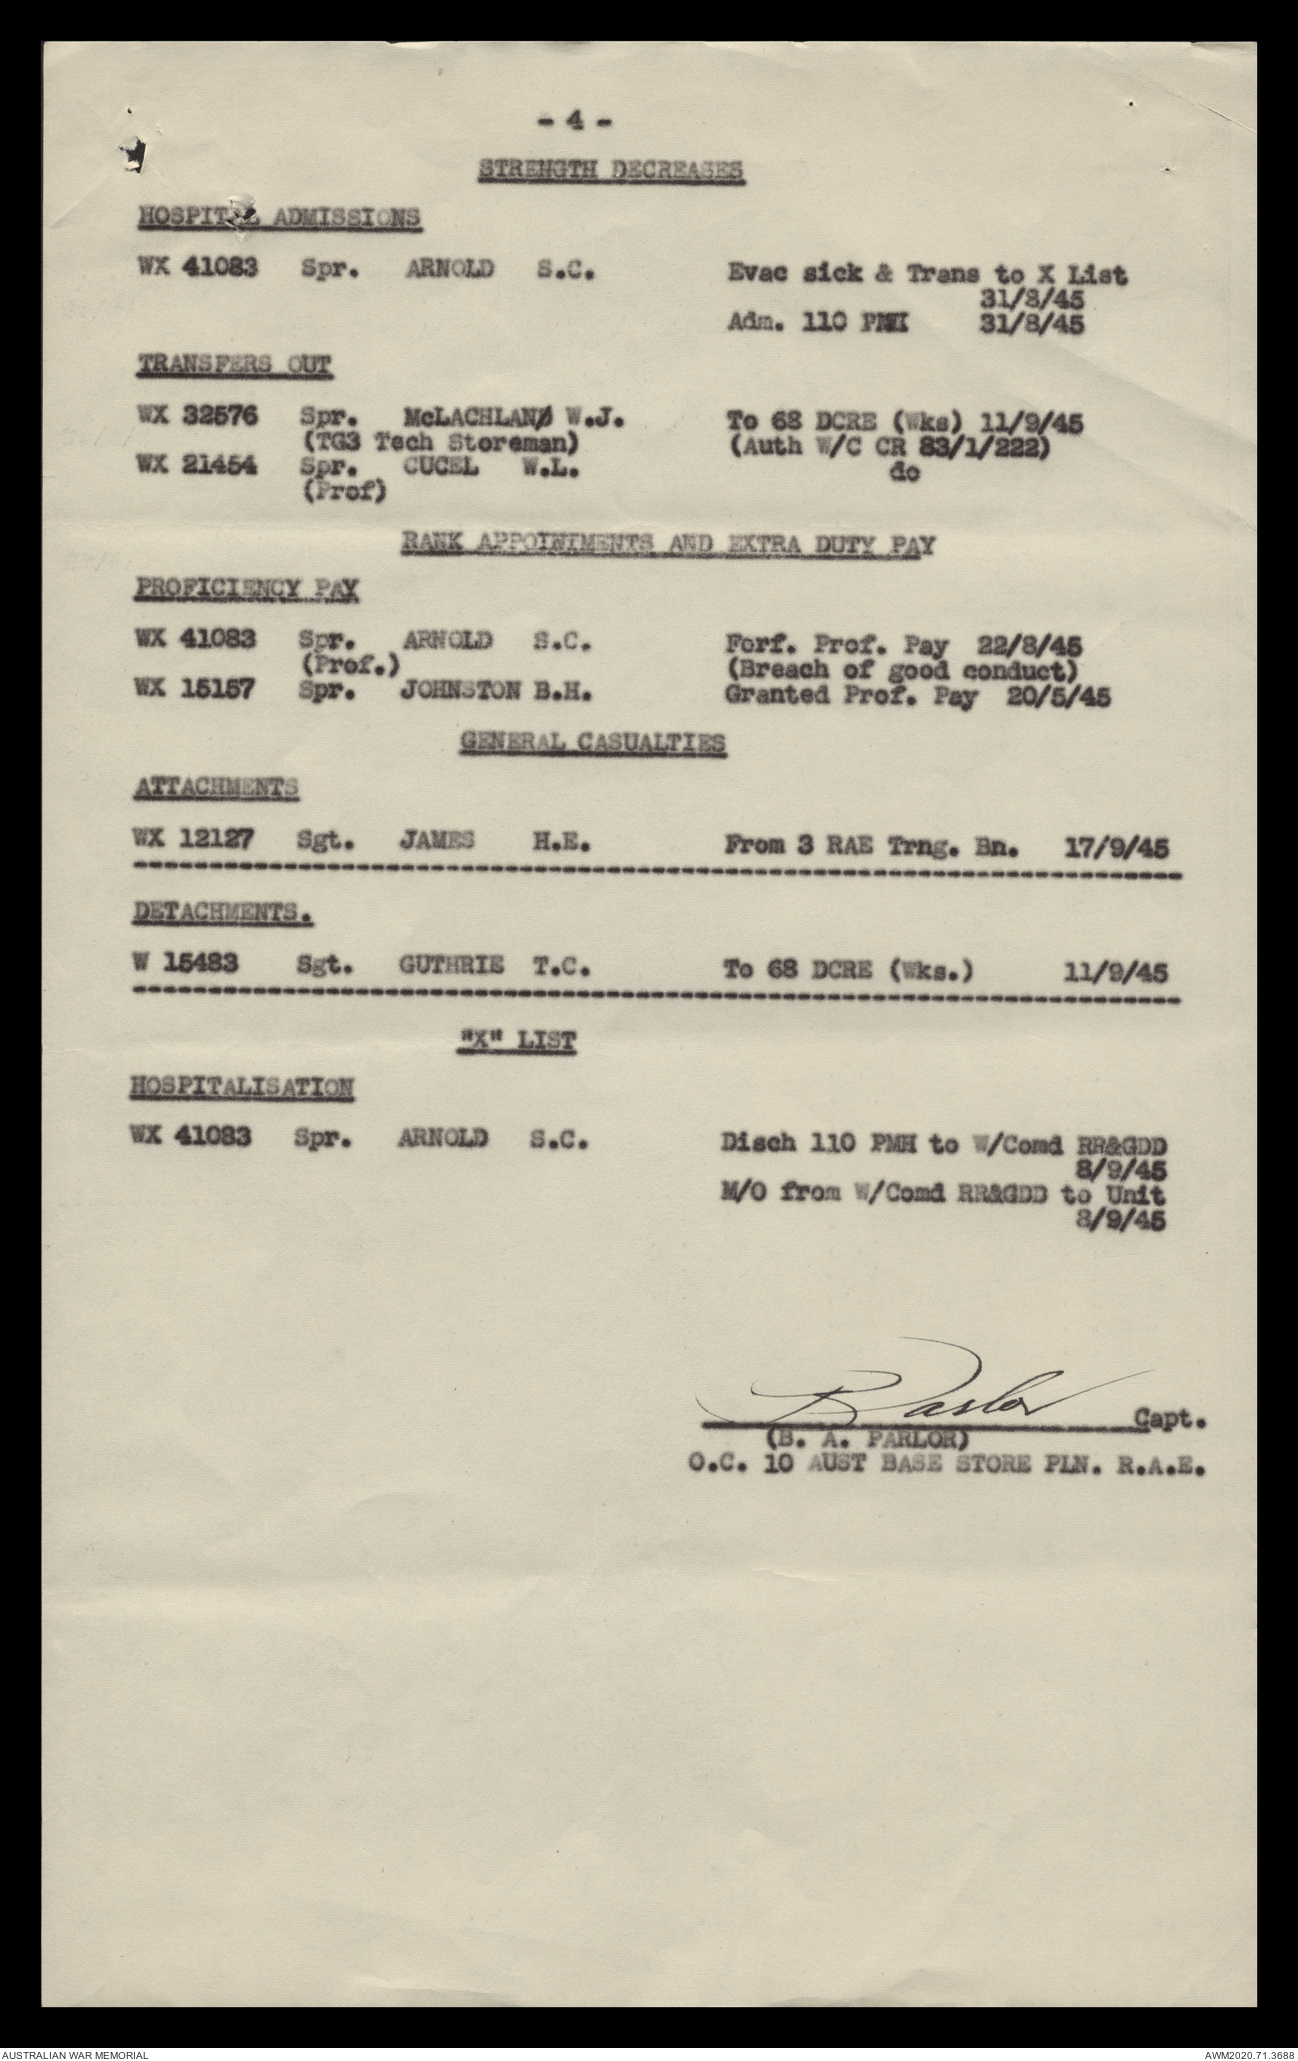 - 4 -
STRENGTH DECREASES
HOSPITAL ADMISSIONS
WX 41083 Spr. ARNOLD S.C. Evac sick & Trans to X List
31/8/45
Adm. 110 PMH 31/8/45
TRANSFERS OUT
WX 32576 Spr. McLACHLAN W.J. To 68 DCRE (Wks) 11/9/45
(TG3 Tech Storeman) (Auth W/C CR 83/1/222)
WX 21454 Spr. CUCEL W.L. do
(Prof)
RANK APPOINTMENTS AND EXTRA DUTY PAY
PROFICIENCY PAY
WX 41083 Spr. ARNOLD S.C. Forf. Prof. Pay 22/8/45
(Prof.) (Breach of good conduct)
WX 15157 Spr. JOHNSTON B.H. Granted Prof. Pay 20/5/45
GENERAL CASUALTIES
ATTACHMENTS
WX 12127 Sgt. JAMES H.E. From 3 RAE Trng. Bn. 17/9/45
DETACHMENTS.
W 15483 Sgt. GUTHRIE T.C. To 68 DCRE (Wks.) 11/9/45
"X" LIST
HOSPITALISATION
WX 41083 Spr. ARNOLD S.C. Disch 110 PMH to W/Comd RR&GDD
8/9/45
M/O from W/Comd RR&GDD to Unit
8/9/45
B Parlor Capt.
(B. A. PARLOR)
O.C. 10 AUST BASE STORE PLN. R.A.E.
AUSTRALIAN WAR MEMORIAL AWM2020.71.3688